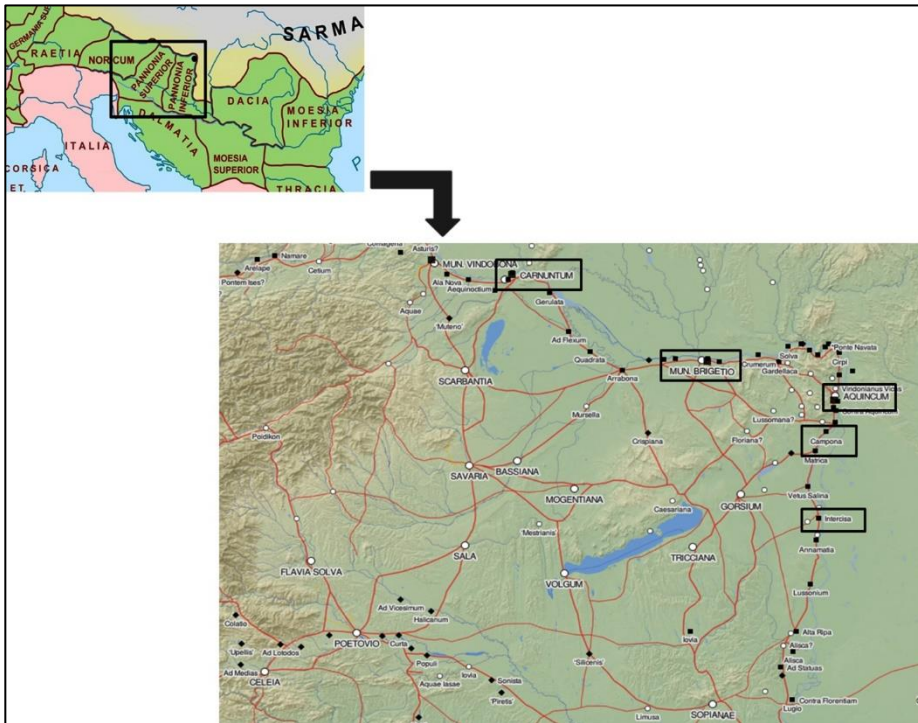 SARMA
GERMANIA SU
RAETIA
NORICUM
PANNONIA
SUPERIOR
PANNONIA
INFERIOR
DACIA
MOESIA
INFERIOR
DALMATIA
ITALIA
MOESIA
SUPERIOR
CORSICA
ET.
THRACIA
Asturis?
Namare
Arelape
Cetium
Pontem Ises?
MUN. VINDOBONA
CARNUNTUM
Ala Nova
Aequinoctium
Gerulata
Aquae
'Muteno'
Ad Flexum
Quadrata
SCARBANTIA
Arrabona
MUN. BRIGETIO
Crumerum
Solva
'Ponte Navata
Gardellaca
Cirpi
Vindonianus Vicus
AQUINCUM
Mursella
Lussomana?
Poidikon
Crispiana
Floriana?
Campona
Matrica
SAVARIA
BASSIANA
MOGENTIANA
Caesariana
GORSIUM
Vetus Salina
'Mestrianis'
Intercisa
SALA
TRICCIANA
Annamatia
FLAVIA SOLVA
VOLGUM
Lussonium
Ad Vicesimum
Halicanum
Colatio
POETOVIO
Curta
Iovia
Alta Ripa
'Upellis'
Ad Lotodos
Populi
'Silicenis'
Alisca?
Alisca
Ad Statuas
Ad Medias
CELEIA
Iovia
Aquae Iasae
Sonista
'Piretis'
Contra Florentiam
Limusa
SOPIANAE
Lugio